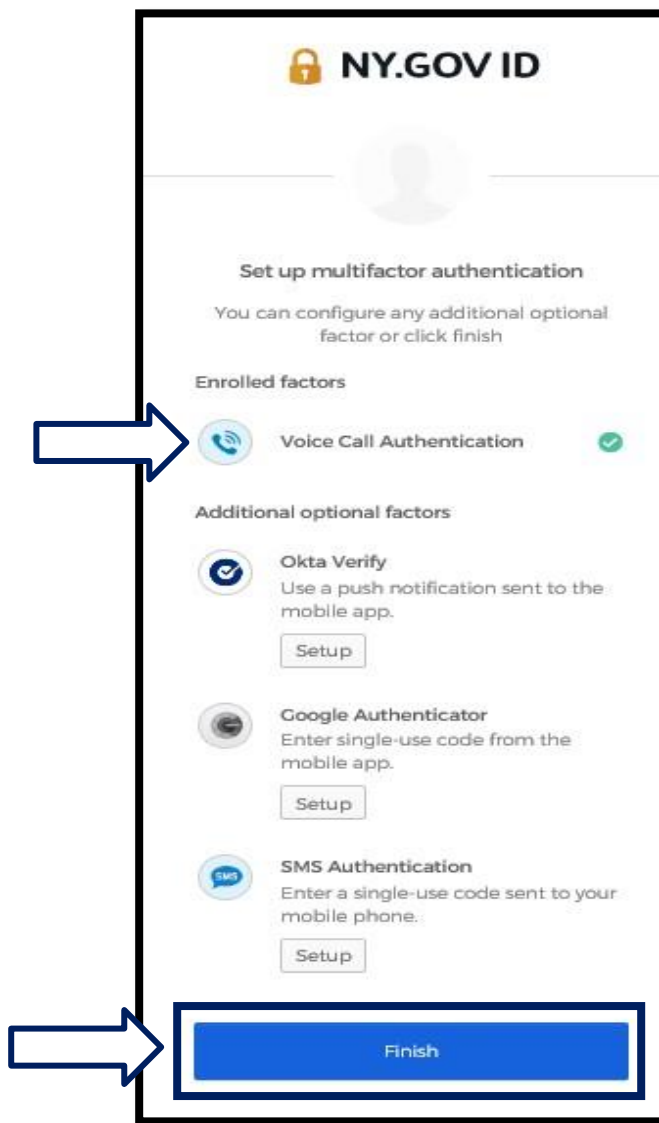 NY.GOV ID
Set up multifactor authentication
You can configure any additional optional
factor or click finish
Enrolled factors
Voice Call Authentication
Additional optional factors
Okta Verify
Use a push notification sent to the
mobile app.
Setup
Google Authenticator
Enter single-use code from the
mobile app.
Setup
SMS
SMS Authentication
Enter a single-use code sent to your
mobile phone.
Setup
Finish